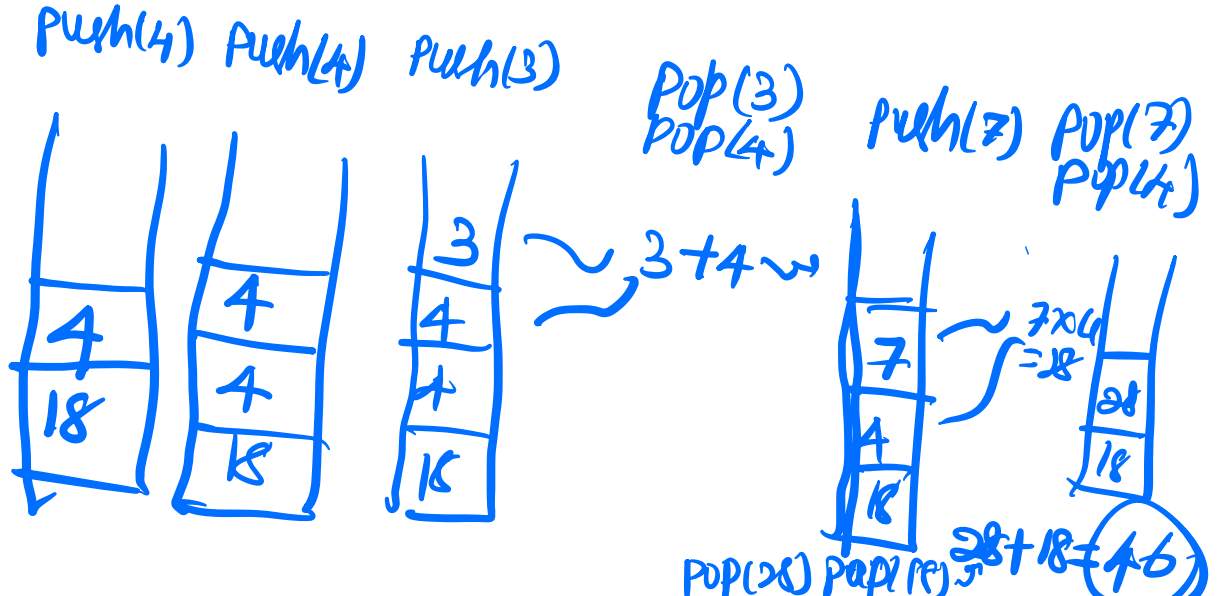 Push(4) Push(4) Push(3)
Pop(3)
Pop(4)
Push(7)
Pop(7)
Pop(4)
4
18
4
4
18
3
4
4
18
3+4
7
4
18
7×4
=28
28
18
Pop(28) Pop(18) 28+18=46